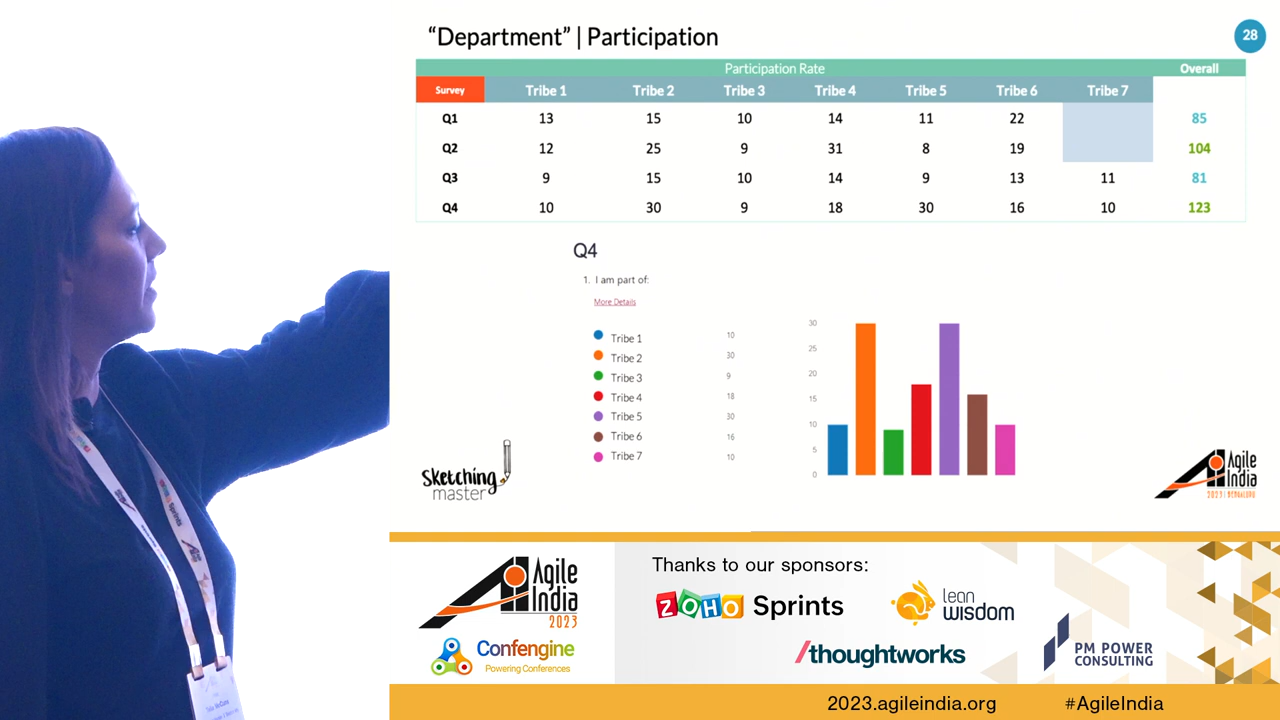 “Department” | Participation
28
Participation Rate Overall
Survey Tribe 1 Tribe 2 Tribe 3 Tribe 4 Tribe 5 Tribe 6 Tribe 7
Q1 13 15 10 14 11 22 85
Q2 12 25 9 31 8 19 104
Q3 9 15 10 14 9 13 11 81
Q4 10 30 9 18 30 16 10 123
Q4
1. I am part of:
More Details
Tribe 1 10
Tribe 2 30
Tribe 3 9
Tribe 4 18
Tribe 5 30
Tribe 6 16
Tribe 7 10
30
25
20
15
10
5
0
Sketching
master
Agile
India
2023 | BENGALURU
Agile
India
2023
Confengine
Powering Conferences
Thanks to our sponsors:
ZOHO Sprints
lean
wisdom
/thoughtworks
PM POWER
CONSULTING
2023.agileindia.org #AgileIndia
Sprints